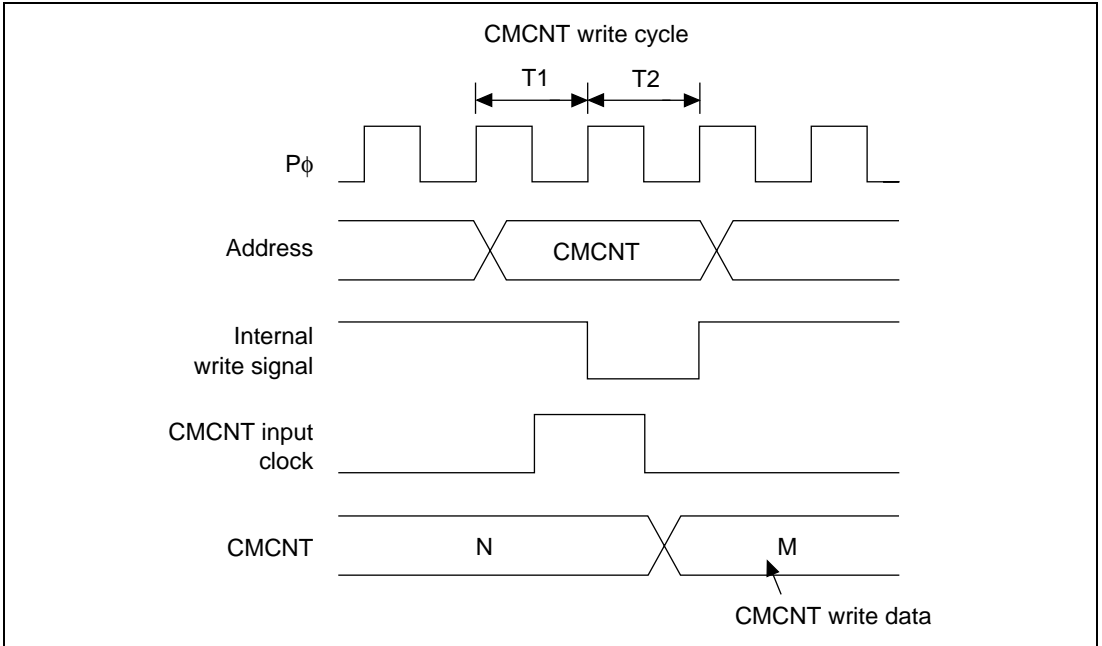 CMCNT write cycle
T1 T2
Pϕ
Address CMCNT
Internal
write signal
CMCNT input
clock
CMCNT N M
CMCNT write data